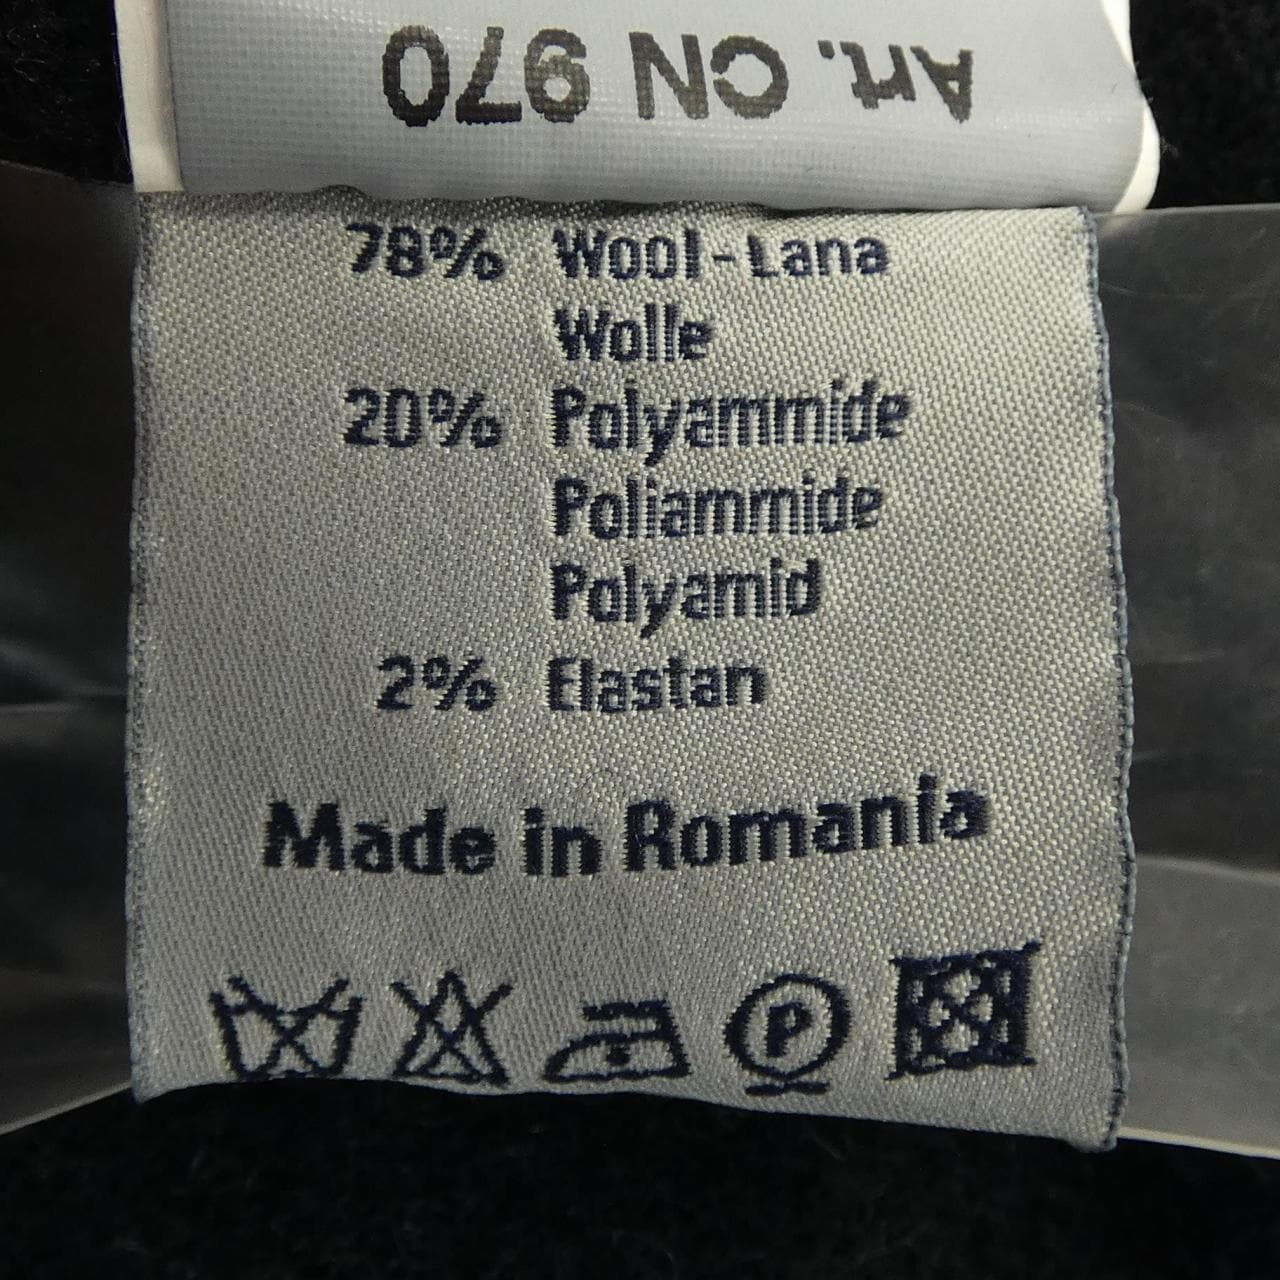 Art. CN 970
78% Wool-Lana
Wolle
20% Polyammide
Poliammide
Polyamid
2% Elastan
Made in Romania
P